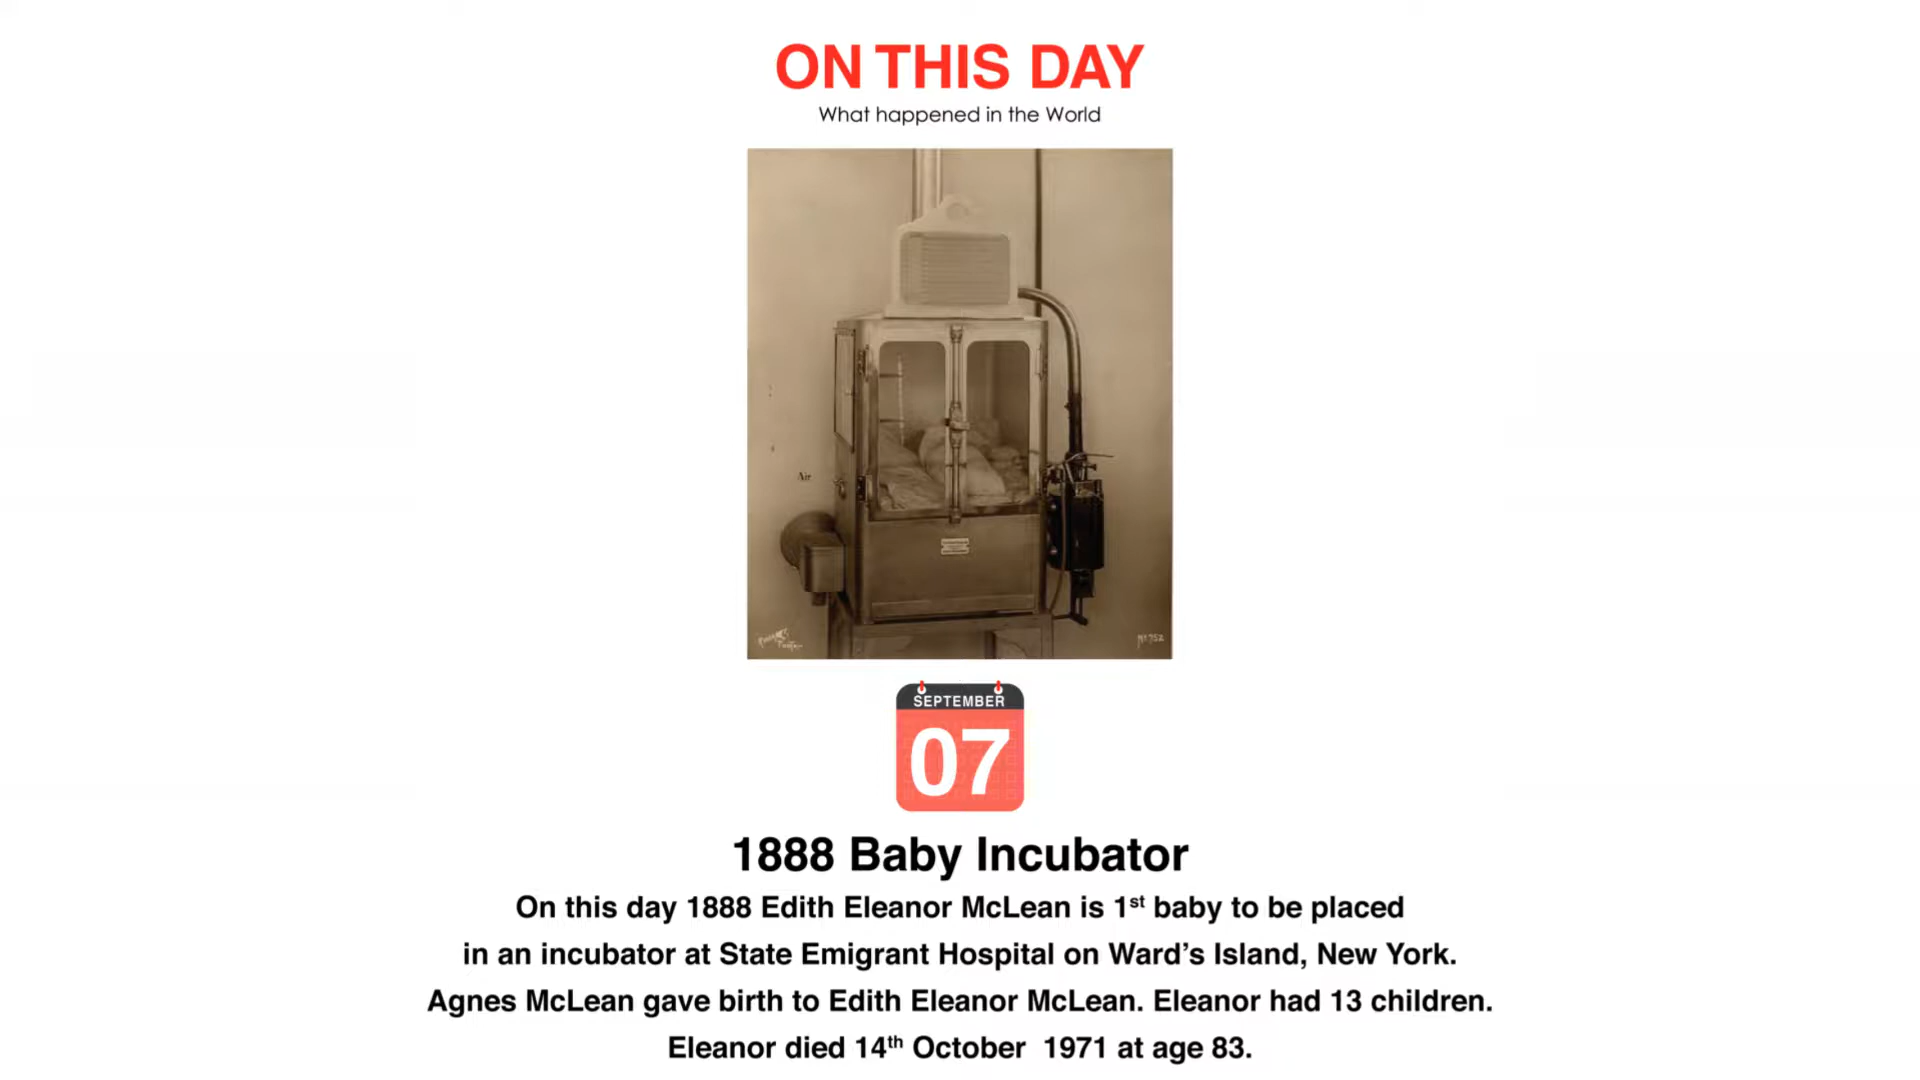 ON THIS DAY
What happened in the World
Air
Nº 752
SEPTEMBER
07
1888 Baby Incubator
On this day 1888 Edith Eleanor McLean is 1st baby to be placed
in an incubator at State Emigrant Hospital on Ward’s Island, New York.
Agnes McLean gave birth to Edith Eleanor McLean. Eleanor had 13 children.
Eleanor died 14th October 1971 at age 83.